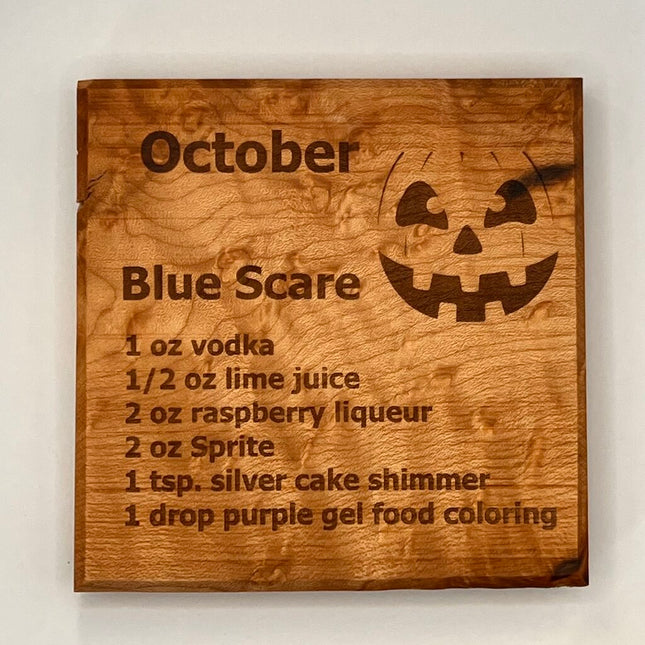 October
Blue Scare
1 oz vodka
1/2 oz lime juice
2 oz raspberry liqueur
2 oz Sprite
1 tsp. silver cake shimmer
1 drop purple gel food coloring